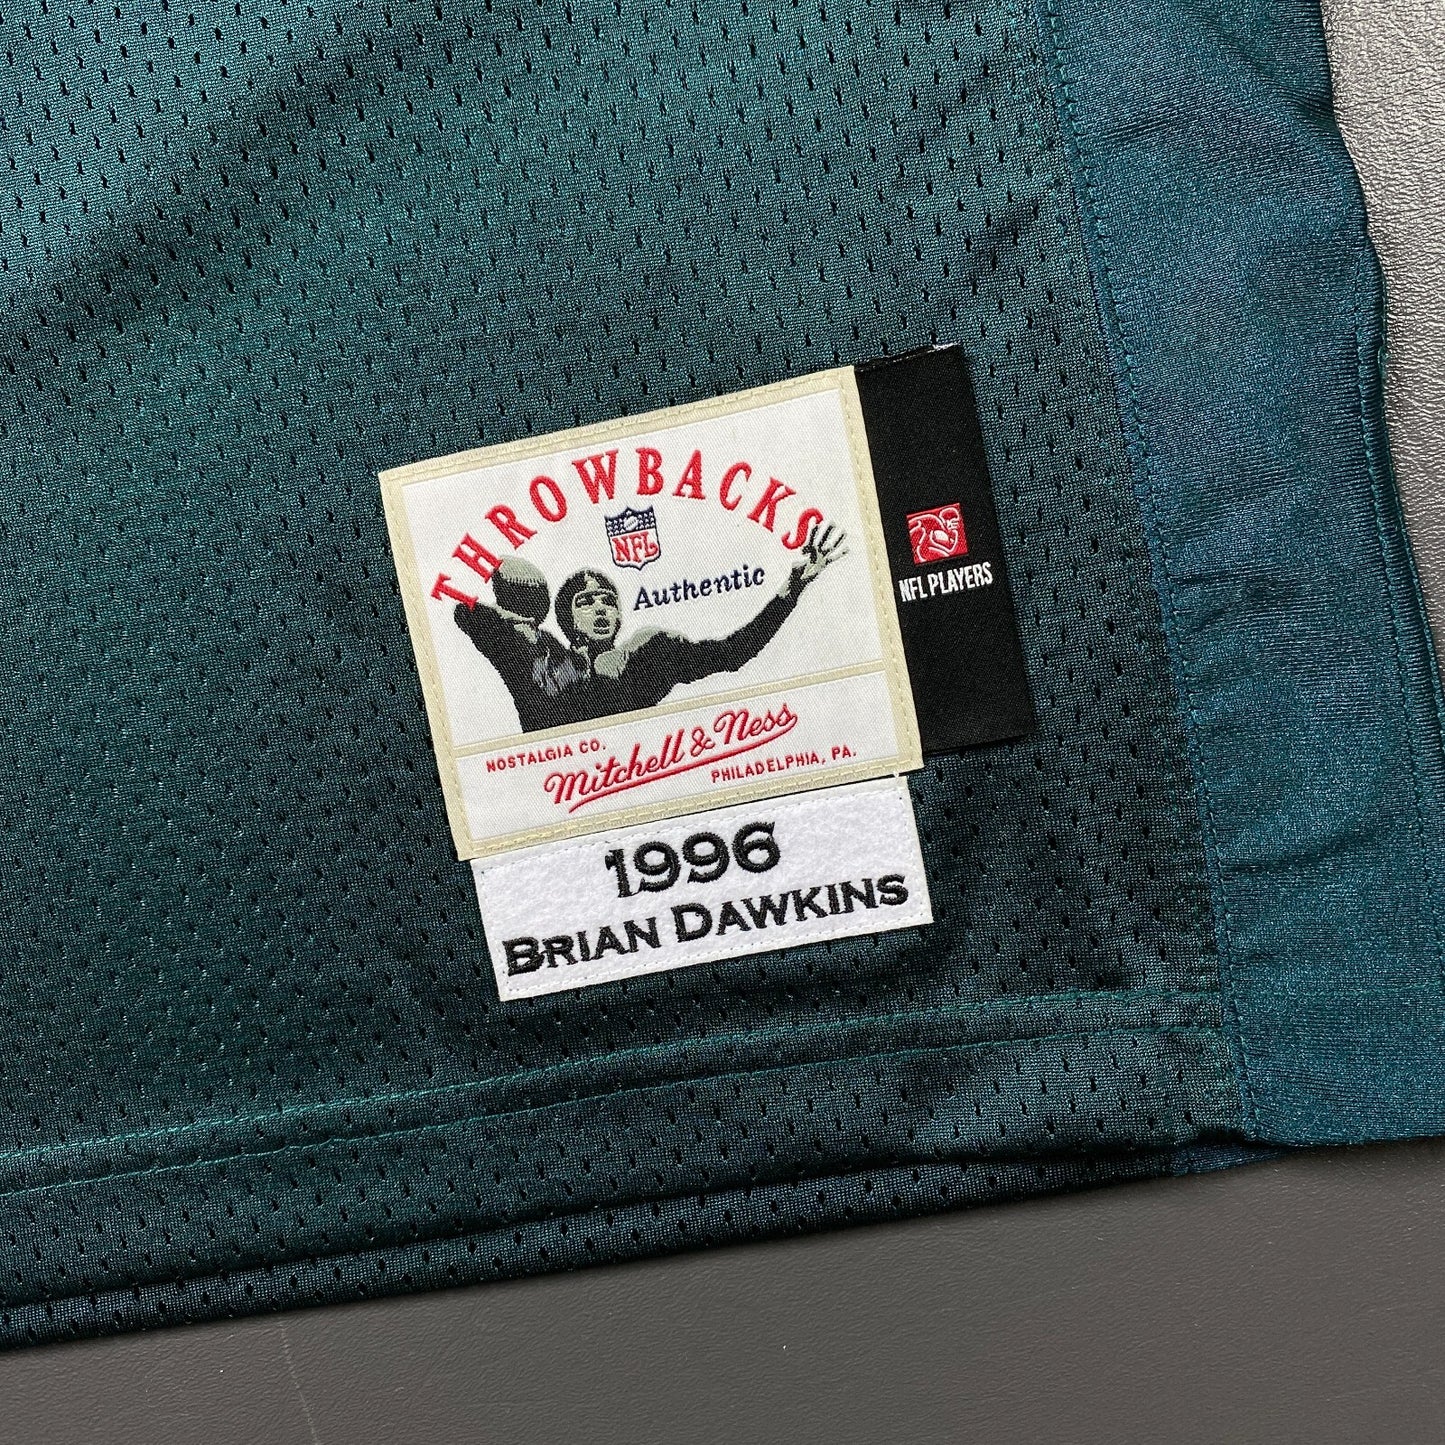 THROWBACKS
NFL
Authentic
NFL PLAYERS
NOSTALGIA CO.
Mitchell & Ness
PHILADELPHIA, PA.
1996
BRIAN DAWKINS